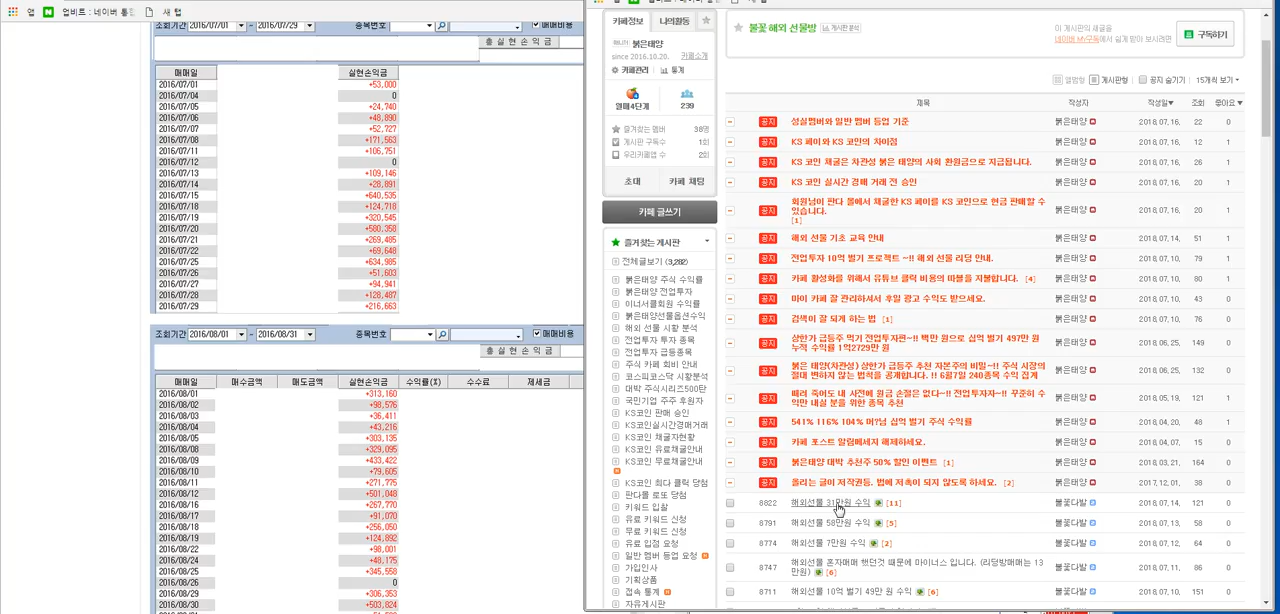 앱 업비트 : 네이버 통합 새 탭
조회기간 2016/07/01 ~ 2016/07/29 종목번호 매매비용
총실현손익금
매매일 실현손익금
2016/07/01 +53,000
2016/07/04 0
2016/07/05 +24,740
2016/07/06 +48,890
2016/07/07 +52,727
2016/07/08 +171,563
2016/07/11 +106,751
2016/07/12 0
2016/07/13 +109,146
2016/07/14 +28,891
2016/07/15 +640,535
2016/07/18 +124,718
2016/07/19 +320,545
2016/07/20 +580,358
2016/07/21 +269,485
2016/07/22 +69,648
2016/07/25 +634,985
2016/07/26 +51,603
2016/07/27 +94,941
2016/07/28 +128,487
2016/07/29 +216,663
조회기간 2016/08/01 ~ 2016/08/31 종목번호 매매비용
총실현손익금
매매일 매수금액 매도금액 실현손익금 수익률(%) 수수료 제세금
2016/08/01 +313,160
2016/08/02 +98,576
2016/08/03 +36,411
2016/08/04 +43,216
2016/08/05 +303,135
2016/08/08 +329,095
2016/08/09 +433,422
2016/08/10 +79,605
2016/08/11 +271,775
2016/08/12 +501,048
2016/08/16 +267,770
2016/08/17 +91,070
2016/08/18 +256,050
2016/08/19 +124,892
2016/08/22 +98,001
2016/08/24 +48,175
2016/08/25 +345,558
2016/08/26 0
2016/08/29 +306,353
2016/08/30 +503,824
카페정보 나의활동
매니저 붉은태양
since 2016.10.20. 카페소개
카페관리 통계
열매4단계 239
즐겨찾는 멤버 38명
게시판 구독수 1회
우리카페앱 수 2회
초대 카페 채팅
카페 글쓰기
즐겨찾는 게시판
전체글보기 (3,282)
붉은태양 주식 수익률
붉은태양 전업투자
이너서클회원 수익률
붉은태양선물옵션수익
해외 선물 시황 분석
전업투자 투자 종목
전업투자 급등종목
주식 카페 회비 안내
코스피코스닥 시황분석
대박 주식시리즈500탄
국민기업 주주 후원자
KS코인 판매 승인
KS코인실시간경매거래
KS코인 채굴자현황
KS코인 유료채굴안내
KS코인 무료채굴안내
KS코인 최다 클릭 당첨
판다몰 로또 당첨
키워드 입찰
유료 키워드 신청
무료 키워드 신청
유료 입점 요청
일반 멤버 등업 요청
가입인사
기획상품
접속 통계
자유게시판
불꽃 해외 선물방 게시판분석
이 게시판의 새글을
네이버 MY구독에서 쉽게 받아 보시려면 구독하기
앨범형 게시판형 공지 숨기기 15개씩 보기
제목 작성자 작성일 조회 좋아요
공지 성실멤버와 일반 멤버 등업 기준 붉은태양 2018.07.16. 22 0
공지 KS 페이와 KS 코인의 차이점 붉은태양 2018.07.16. 12 1
공지 KS 코인 채굴은 차관성 붉은 태양의 사회 환원금으로 지급됩니다. 붉은태양 2018.07.16. 26 1
공지 KS 코인 실시간 경매 거래 전 승인 붉은태양 2018.07.16. 20 1
공지 회원님이 판다 몰에서 채굴한 KS 페이를 KS 코인으로 현금 판매할 수
있습니다. 붉은태양 2018.07.16. 20 1
[1]
공지 해외 선물 기초 교육 안내 붉은태양 2018.07.14. 51 1
공지 전업투자 10억 벌기 프로젝트 ~!! 해외 선물 리딩 안내. 붉은태양 2018.07.10. 79 1
공지 카페 활성화를 위해서 유튜브 클릭 비용의 따블을 지불합니다. [4] 붉은태양 2018.07.10. 80 1
공지 마이 카페 잘 관리하셔서 후일 광고 수익도 받으세요. 붉은태양 2018.07.10. 43 0
공지 검색이 잘 되게 하는 법 [1] 붉은태양 2018.07.10. 76 0
공지 상한가 급등주 먹기 전업투자편~!! 백만 원으로 십억 벌기 497만 원
누적 수익률 1억2729만 원 붉은태양 2018.06.25. 149 0
공지 붉은 태양(차관성) 상한가 급등주 추천 자본주의 비밀~!! 주식 시장의
절대 변하지 않는 법칙을 공개합니다. !! 6월7일 240종목 수익 접게 붉은태양 2018.06.25. 132 0
공지 때려 죽여도 내 사전에 원금 손절은 없다~!! 전업투자자~!! 꾸준히 수
익만 내실 분을 위한 종목 추천 붉은태양 2018.05.19. 121 1
공지 541% 116% 104% 머?님 십억 벌기 주식 수익률 붉은태양 2018.04.20. 48 1
공지 카페 포스트 알림메세지 해제하세요. 붉은태양 2018.04.07. 15 0
공지 붉은태양 대박 추천주 50% 할인 이벤트 [1] 붉은태양 2018.03.21. 164 0
공지 올리는 글이 저작권등. 법에 저촉이 되지 않도록 하세요. [2] 붉은태양 2017.12.01. 38 0
8822 해외선물 31만원 수익 [11] 불꽃다발 2018.07.14. 121 0
8791 해외선물 58만원 수익 [5] 불꽃다발 2018.07.13. 58 0
8774 해외선물 7만원 수익 [2] 불꽃다발 2018.07.12. 64 0
8747 해외선물 혼자매매 했던것 때문에 마이너스 입니다. (리딩방매매는 13
만원) [6] 불꽃다발 2018.07.11. 86 0
8711 해외선물 10억 벌기 49만 원 수익 [6] 불꽃다발 2018.07.10. 151 0